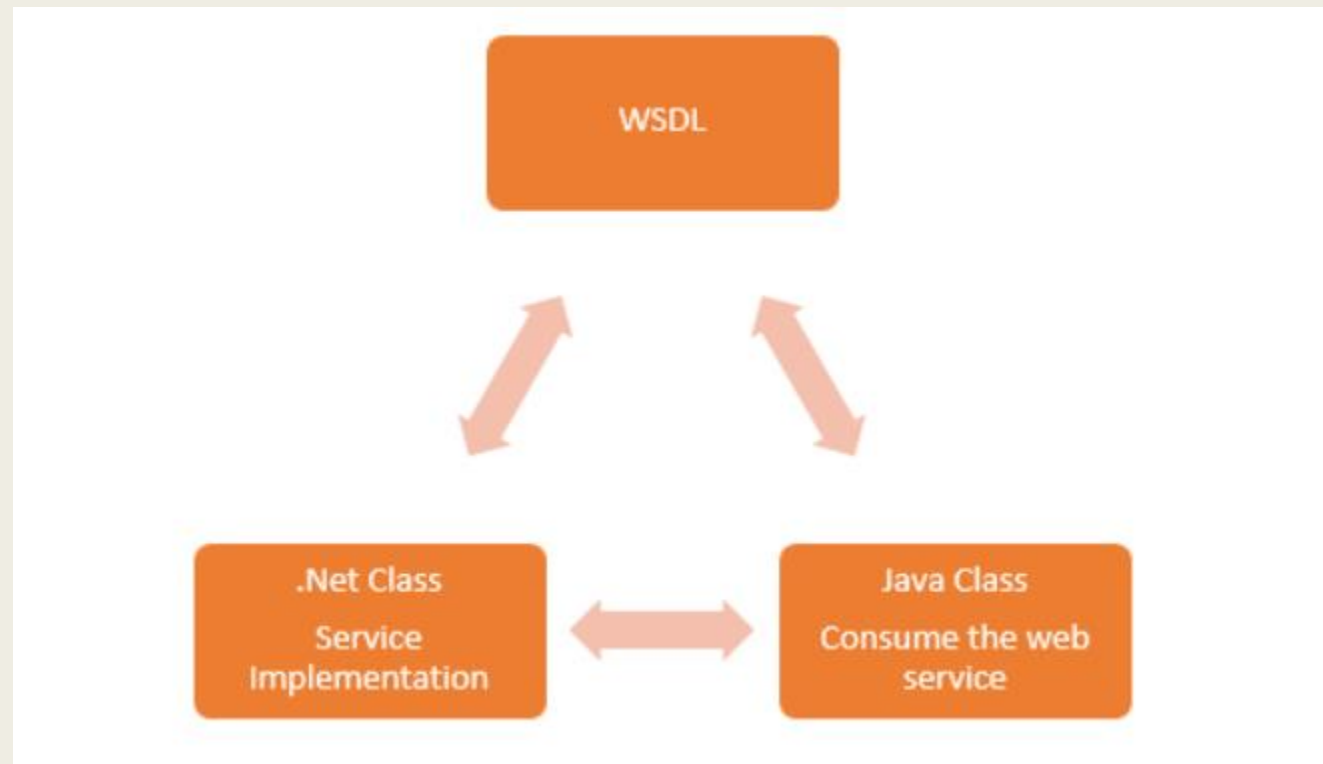 WSDL
.Net Class
Service
Implementation
Java Class
Consume the web
service